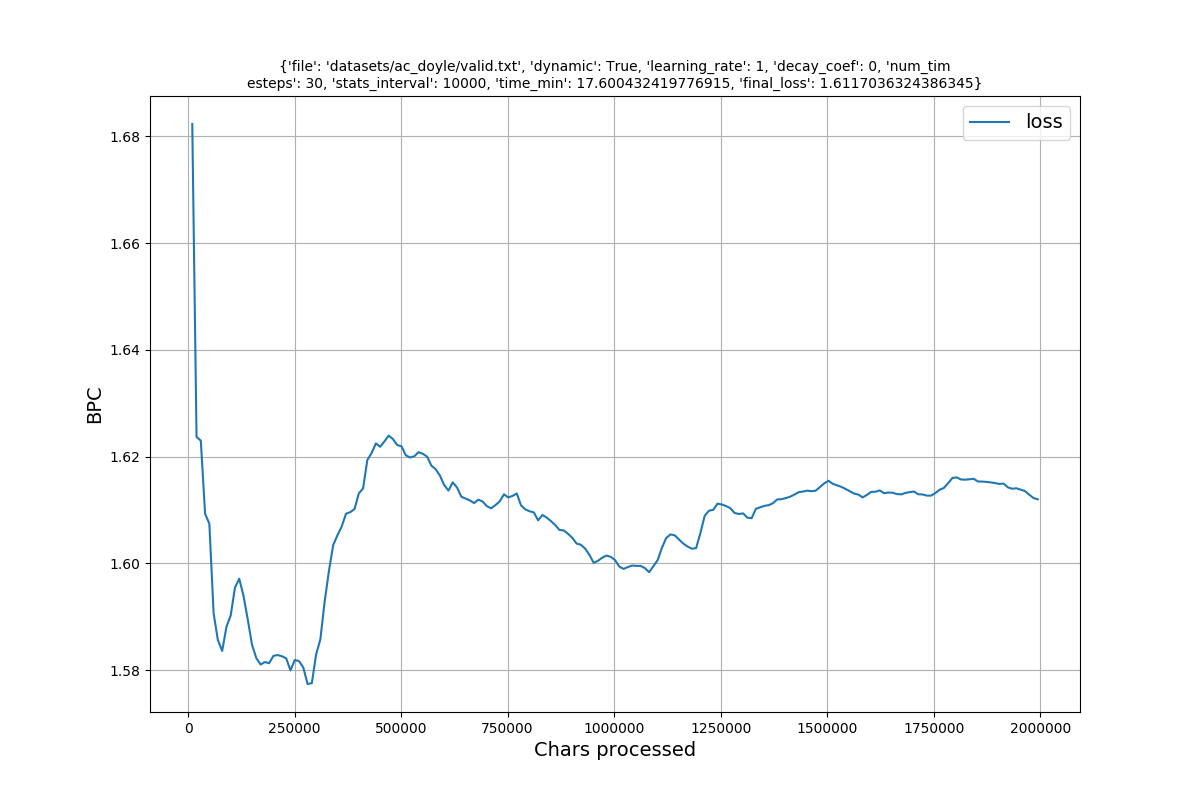 {'file': 'datasets/ac_doyle/valid.txt', 'dynamic': True, 'learning_rate': 1, 'decay_coef': 0, 'num_tim
esteps': 30, 'stats_interval': 10000, 'time_min': 17.600432419776915, 'final_loss': 1.6117036324386345}
loss
1.68
1.66
1.64
1.62
1.60
1.58
BPC
0 250000 500000 750000 1000000 1250000 1500000 1750000 2000000
Chars processed